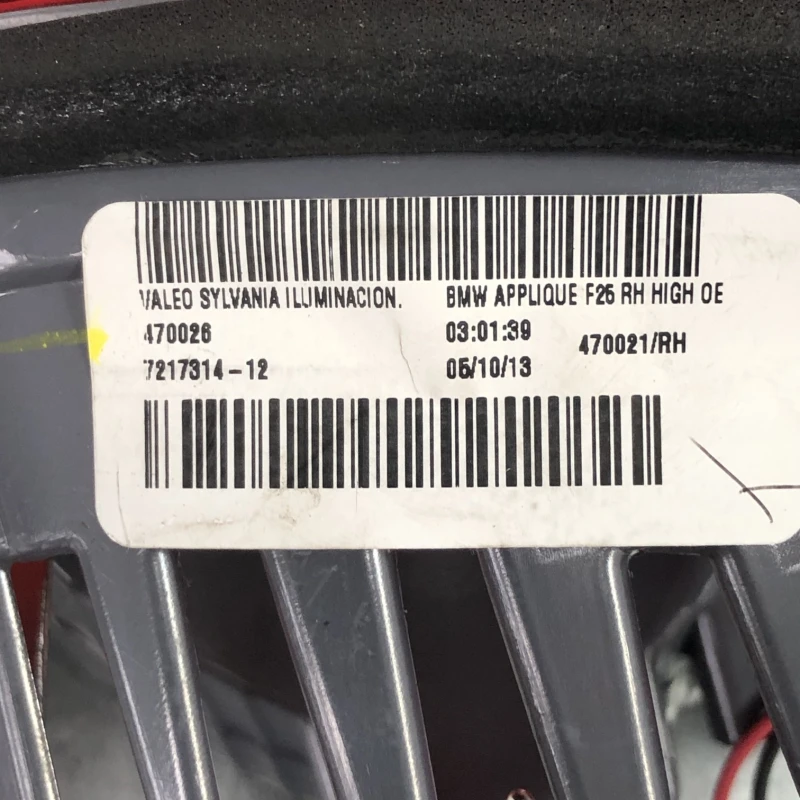 VALEO SYLVANIA ILUMINACION. BMW APPLIQUE F25 RH HIGH OE
470026 03:01:39 470021/RH
7217314-12 05/10/13